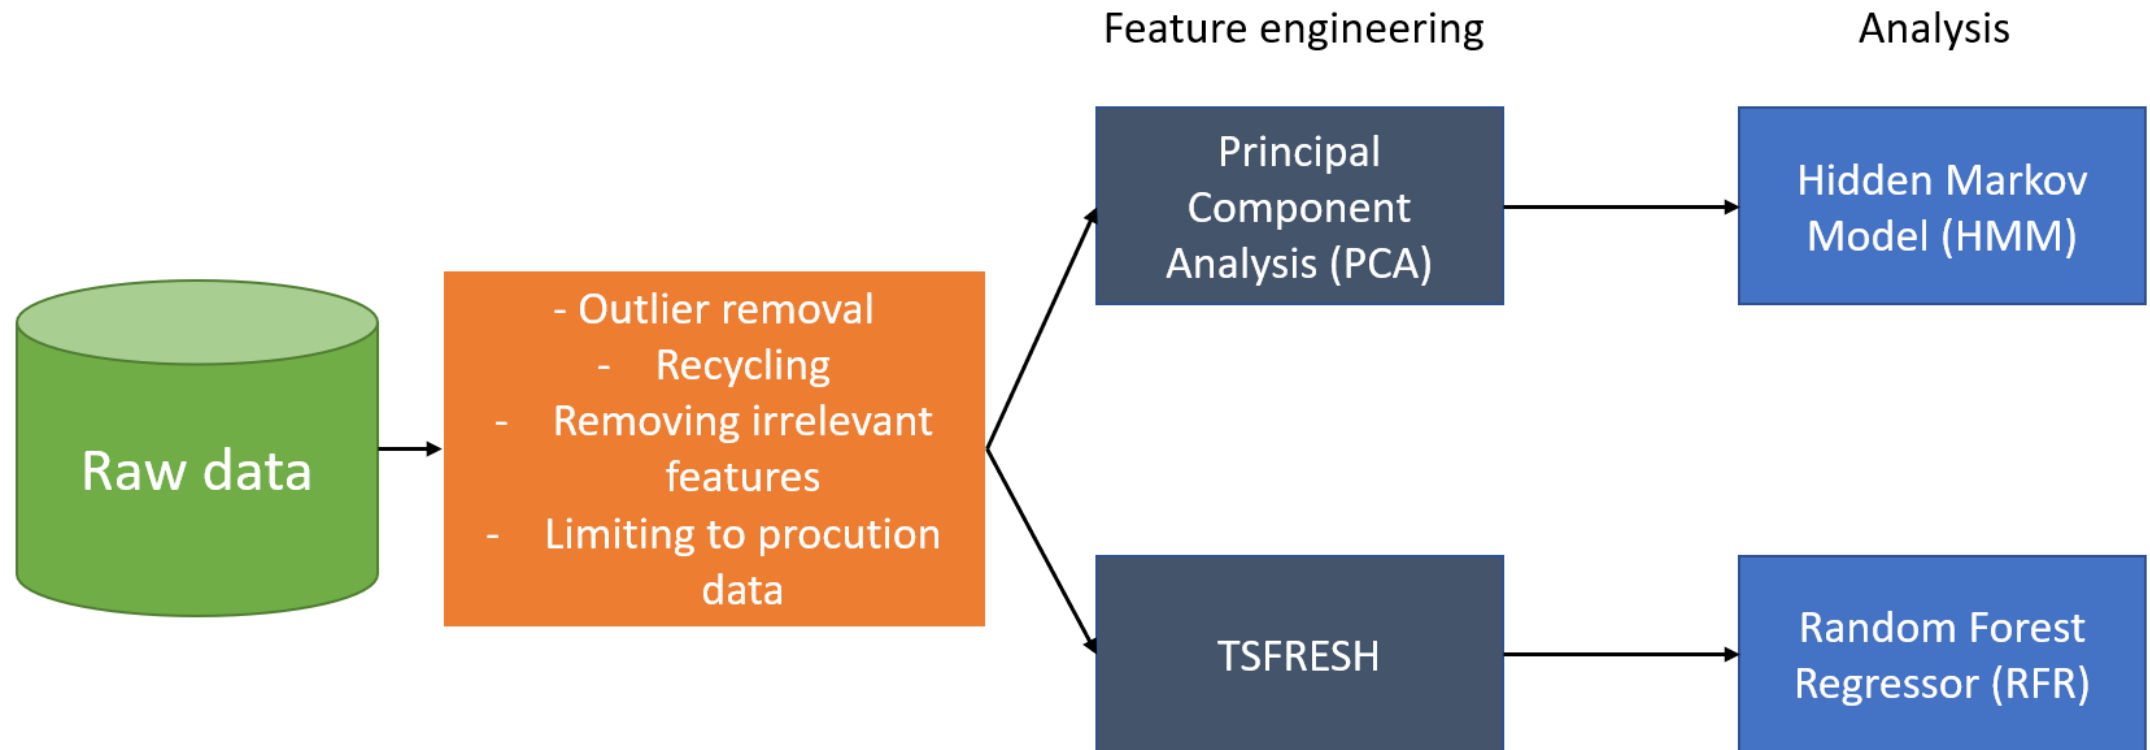 Feature engineering
Analysis
Principal
Component
Analysis (PCA)
Hidden Markov
Model (HMM)
Raw data
- Outlier removal
- Recycling
- Removing irrelevant
features
- Limiting to procution
data
TSFRESH
Random Forest
Regressor (RFR)